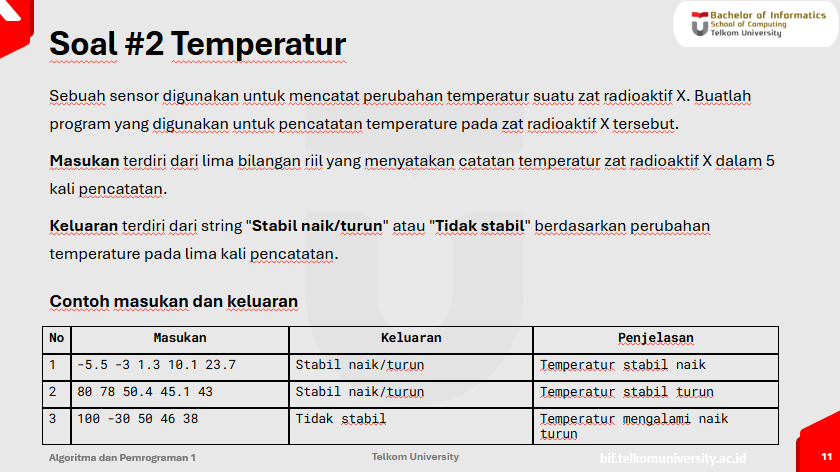 Bachelor of Informatics
School of Computing
Telkom University
Soal #2 Temperatur
Sebuah sensor digunakan untuk mencatat perubahan temperatur suatu zat radioaktif X. Buatlah
program yang digunakan untuk pencatatan temperature pada zat radioaktif X tersebut.
Masukan terdiri dari lima bilangan riil yang menyatakan catatan temperatur zat radioaktif X dalam 5
kali pencatatan.
Keluaran terdiri dari string "Stabil naik/turun" atau "Tidak stabil" berdasarkan perubahan
temperature pada lima kali pencatatan.
Contoh masukan dan keluaran
No Masukan Keluaran Penjelasan
1 -5.5 -3 1.3 10.1 23.7 Stabil naik/turun Temperatur stabil naik
2 80 78 50.4 45.1 43 Stabil naik/turun Temperatur stabil turun
3 100 -30 50 46 38 Tidak stabil Temperatur mengalami naik
turun
Algoritma dan Pemrograman 1 Telkom University bif.telkomuniversity.ac.id 11